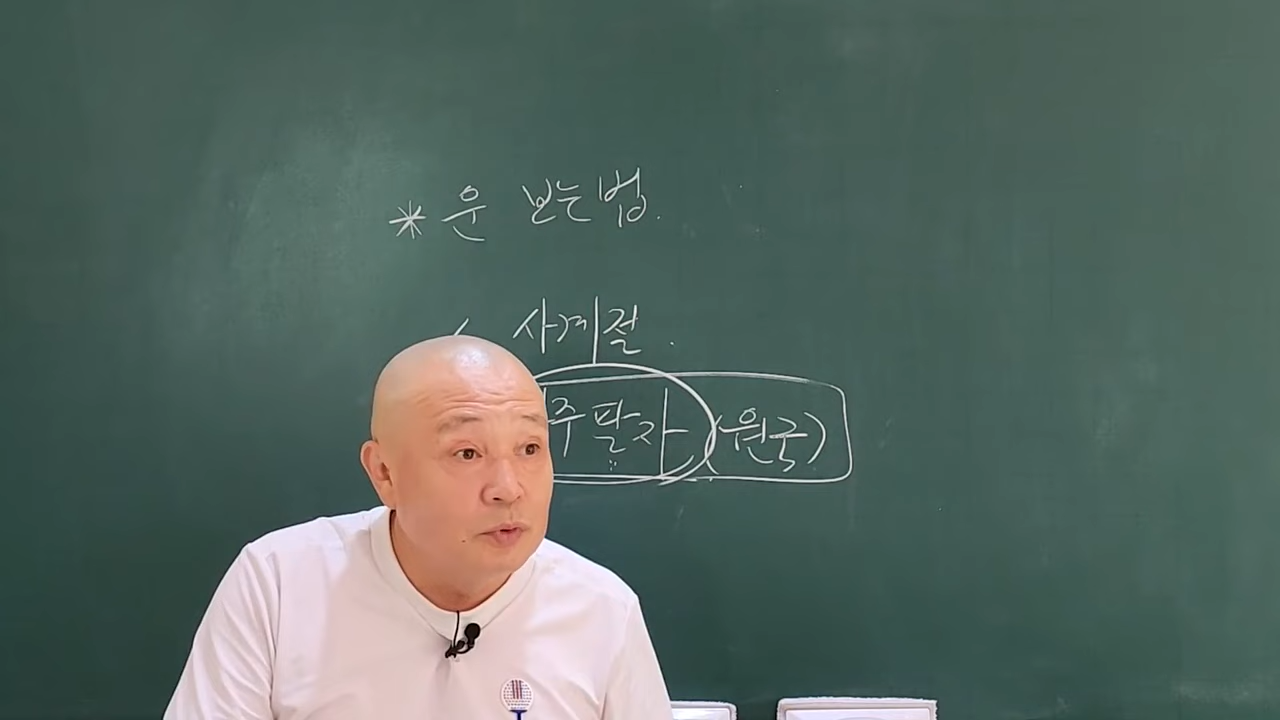 * 운 보는 법.
사계절.
주팔자 (원국)